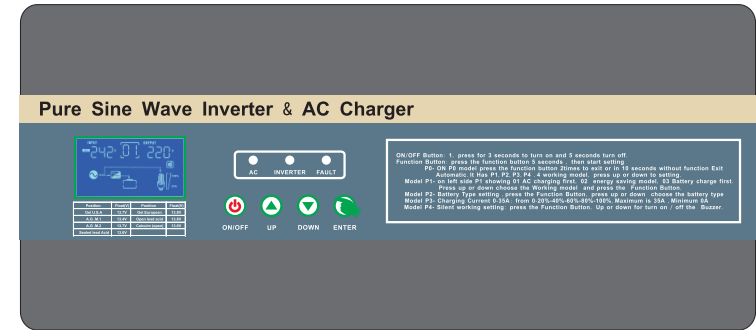 Pure Sine Wave Inverter & AC Charger
INPUT OUTPUT
242 01 220
AC INVERTER FAULT
ON/OFF UP DOWN ENTER
Position Float(V) Position Float(V)
Gel U.S.A 13.7V Gel European 13.8V
A.G. M.1 13.4V Open lead acid
A.G. M.2 13.7V Calcium (open) 13.6V
Sealed lead Acid 13.6V
ON/OFF Button: 1. press for 3 seconds to turn on and 5 seconds turn off.
Function Button: press the function button 5 seconds . then start setting
P0- ON P0 model press the function button 2times to exit or in 18 seconds without function Exit
Automatic. It Has P1, P2, P3, P4 .4 working model. press up or down to setting.
Model P1- on left side P1 showing 01 AC charging first. 02 energy saving model. 03 Battery charge first.
Press up or down choose the Working model and press the Function Button.
Model P2- Battery Type setting . press the Function Button. press up or down choose the battery type
Model P3- Charging Current 0-35A: from 0-20%-40%-60%-80%-100%, Maximum is 35A . Minimum 0A
Model P4- Silent working setting: press the Function Button. Up or down for turn on / off the Buzzer.